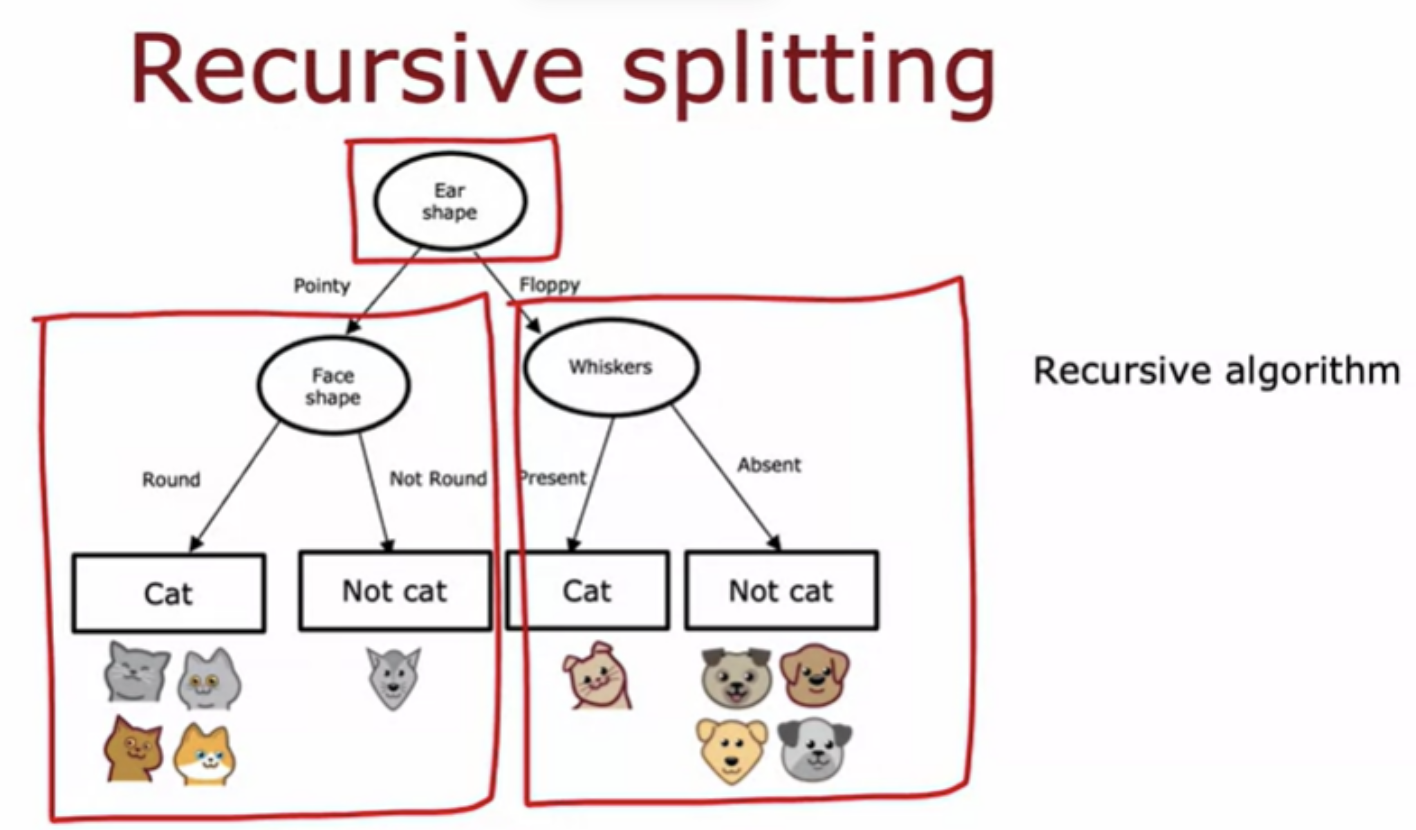 Recursive splitting
Ear
shape
Pointy
Floppy
Face
shape
Whiskers
Recursive algorithm
Round
Not Round
Present
Absent
Cat
Not cat
Cat
Not cat